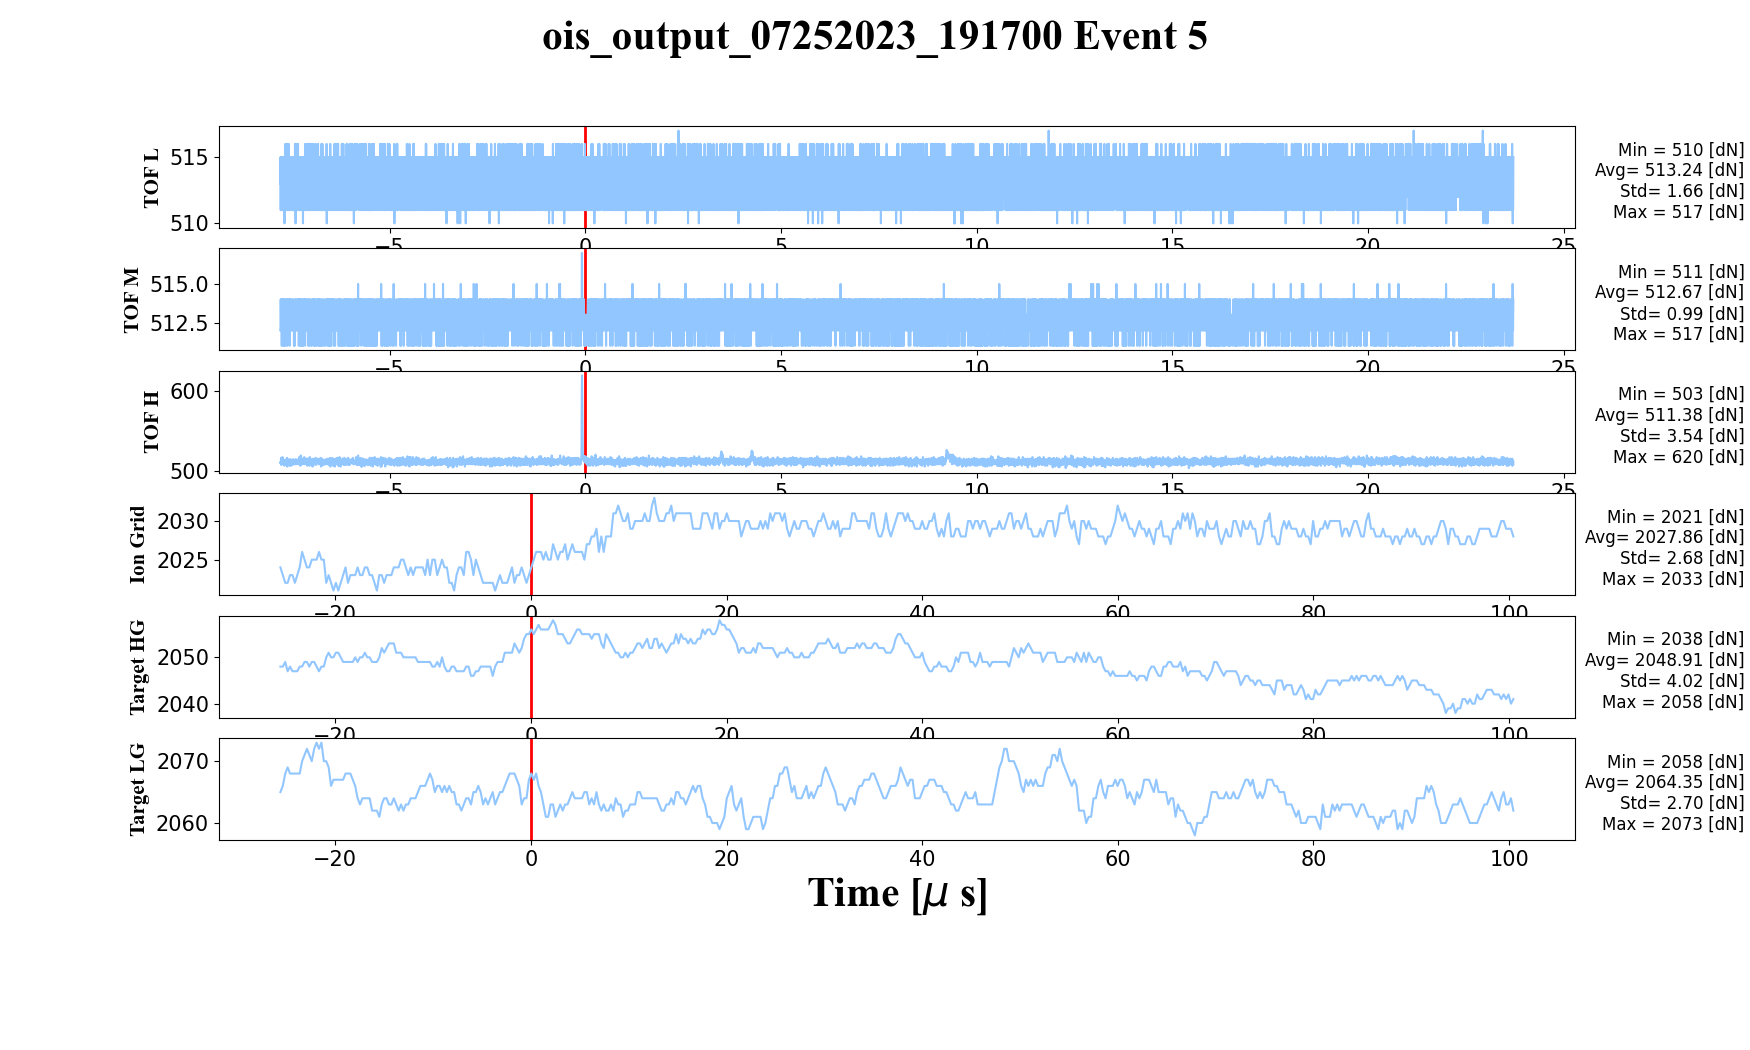 ois_output_07252023_191700 Event 5
TOF L
515
510
Min = 510 [dN]
Avg= 513.24 [dN]
Std= 1.66 [dN]
Max = 517 [dN]
−5 0 5 10 15 20 25
TOF M
515.0
512.5
Min = 511 [dN]
Avg= 512.67 [dN]
Std= 0.99 [dN]
Max = 517 [dN]
−5 0 5 10 15 20 25
TOF H
600
500
Min = 503 [dN]
Avg= 511.38 [dN]
Std= 3.54 [dN]
Max = 620 [dN]
−5 0 5 10 15 20 25
Ion Grid
2030
2025
Min = 2021 [dN]
Avg= 2027.86 [dN]
Std= 2.68 [dN]
Max = 2033 [dN]
−20 0 20 40 60 80 100
Target HG
2050
2040
Min = 2038 [dN]
Avg= 2048.91 [dN]
Std= 4.02 [dN]
Max = 2058 [dN]
−20 0 20 40 60 80 100
Target LG
2070
2060
Min = 2058 [dN]
Avg= 2064.35 [dN]
Std= 2.70 [dN]
Max = 2073 [dN]
−20 0 20 40 60 80 100
Time [μ s]